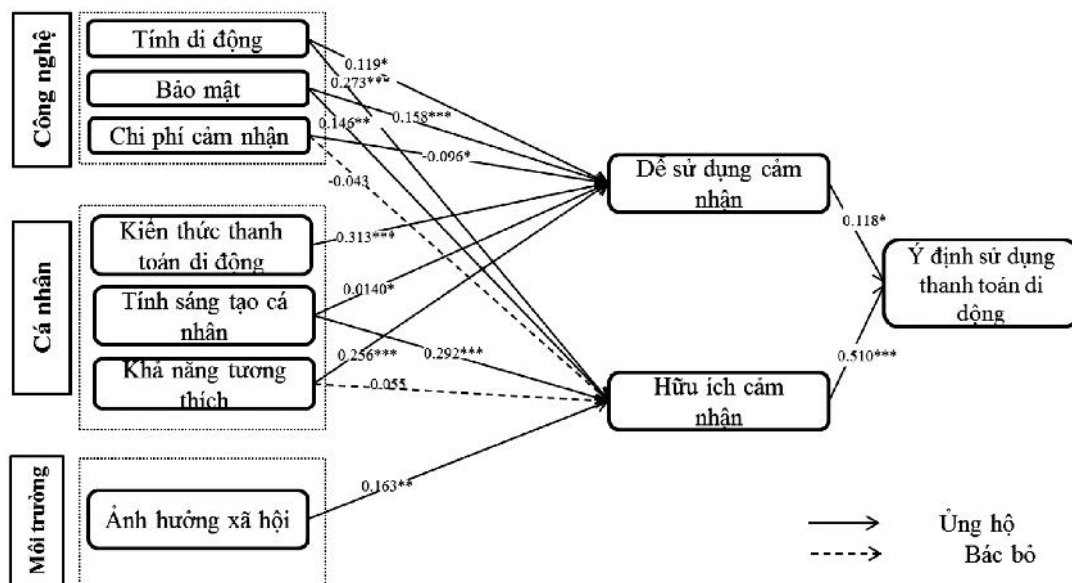 Công nghệ
Tính di động
Bảo mật
Chi phí cảm nhận
Cá nhân
Kiến thức thanh
toán di động
Tính sáng tạo cá
nhân
Khả năng tương
thích
Môi trường
Ảnh hưởng xã hội
0.119*
0.273***
0.158***
0.146**
-0.096*
-0.043
0.313***
0.0140*
0.256***
0.292***
-0.055
0.163**
Dễ sử dụng cảm
nhận
Hữu ích cảm
nhận
0.118*
0.510***
Ý định sử dụng
thanh toán di
dộng
Ủng hộ
Bác bỏ